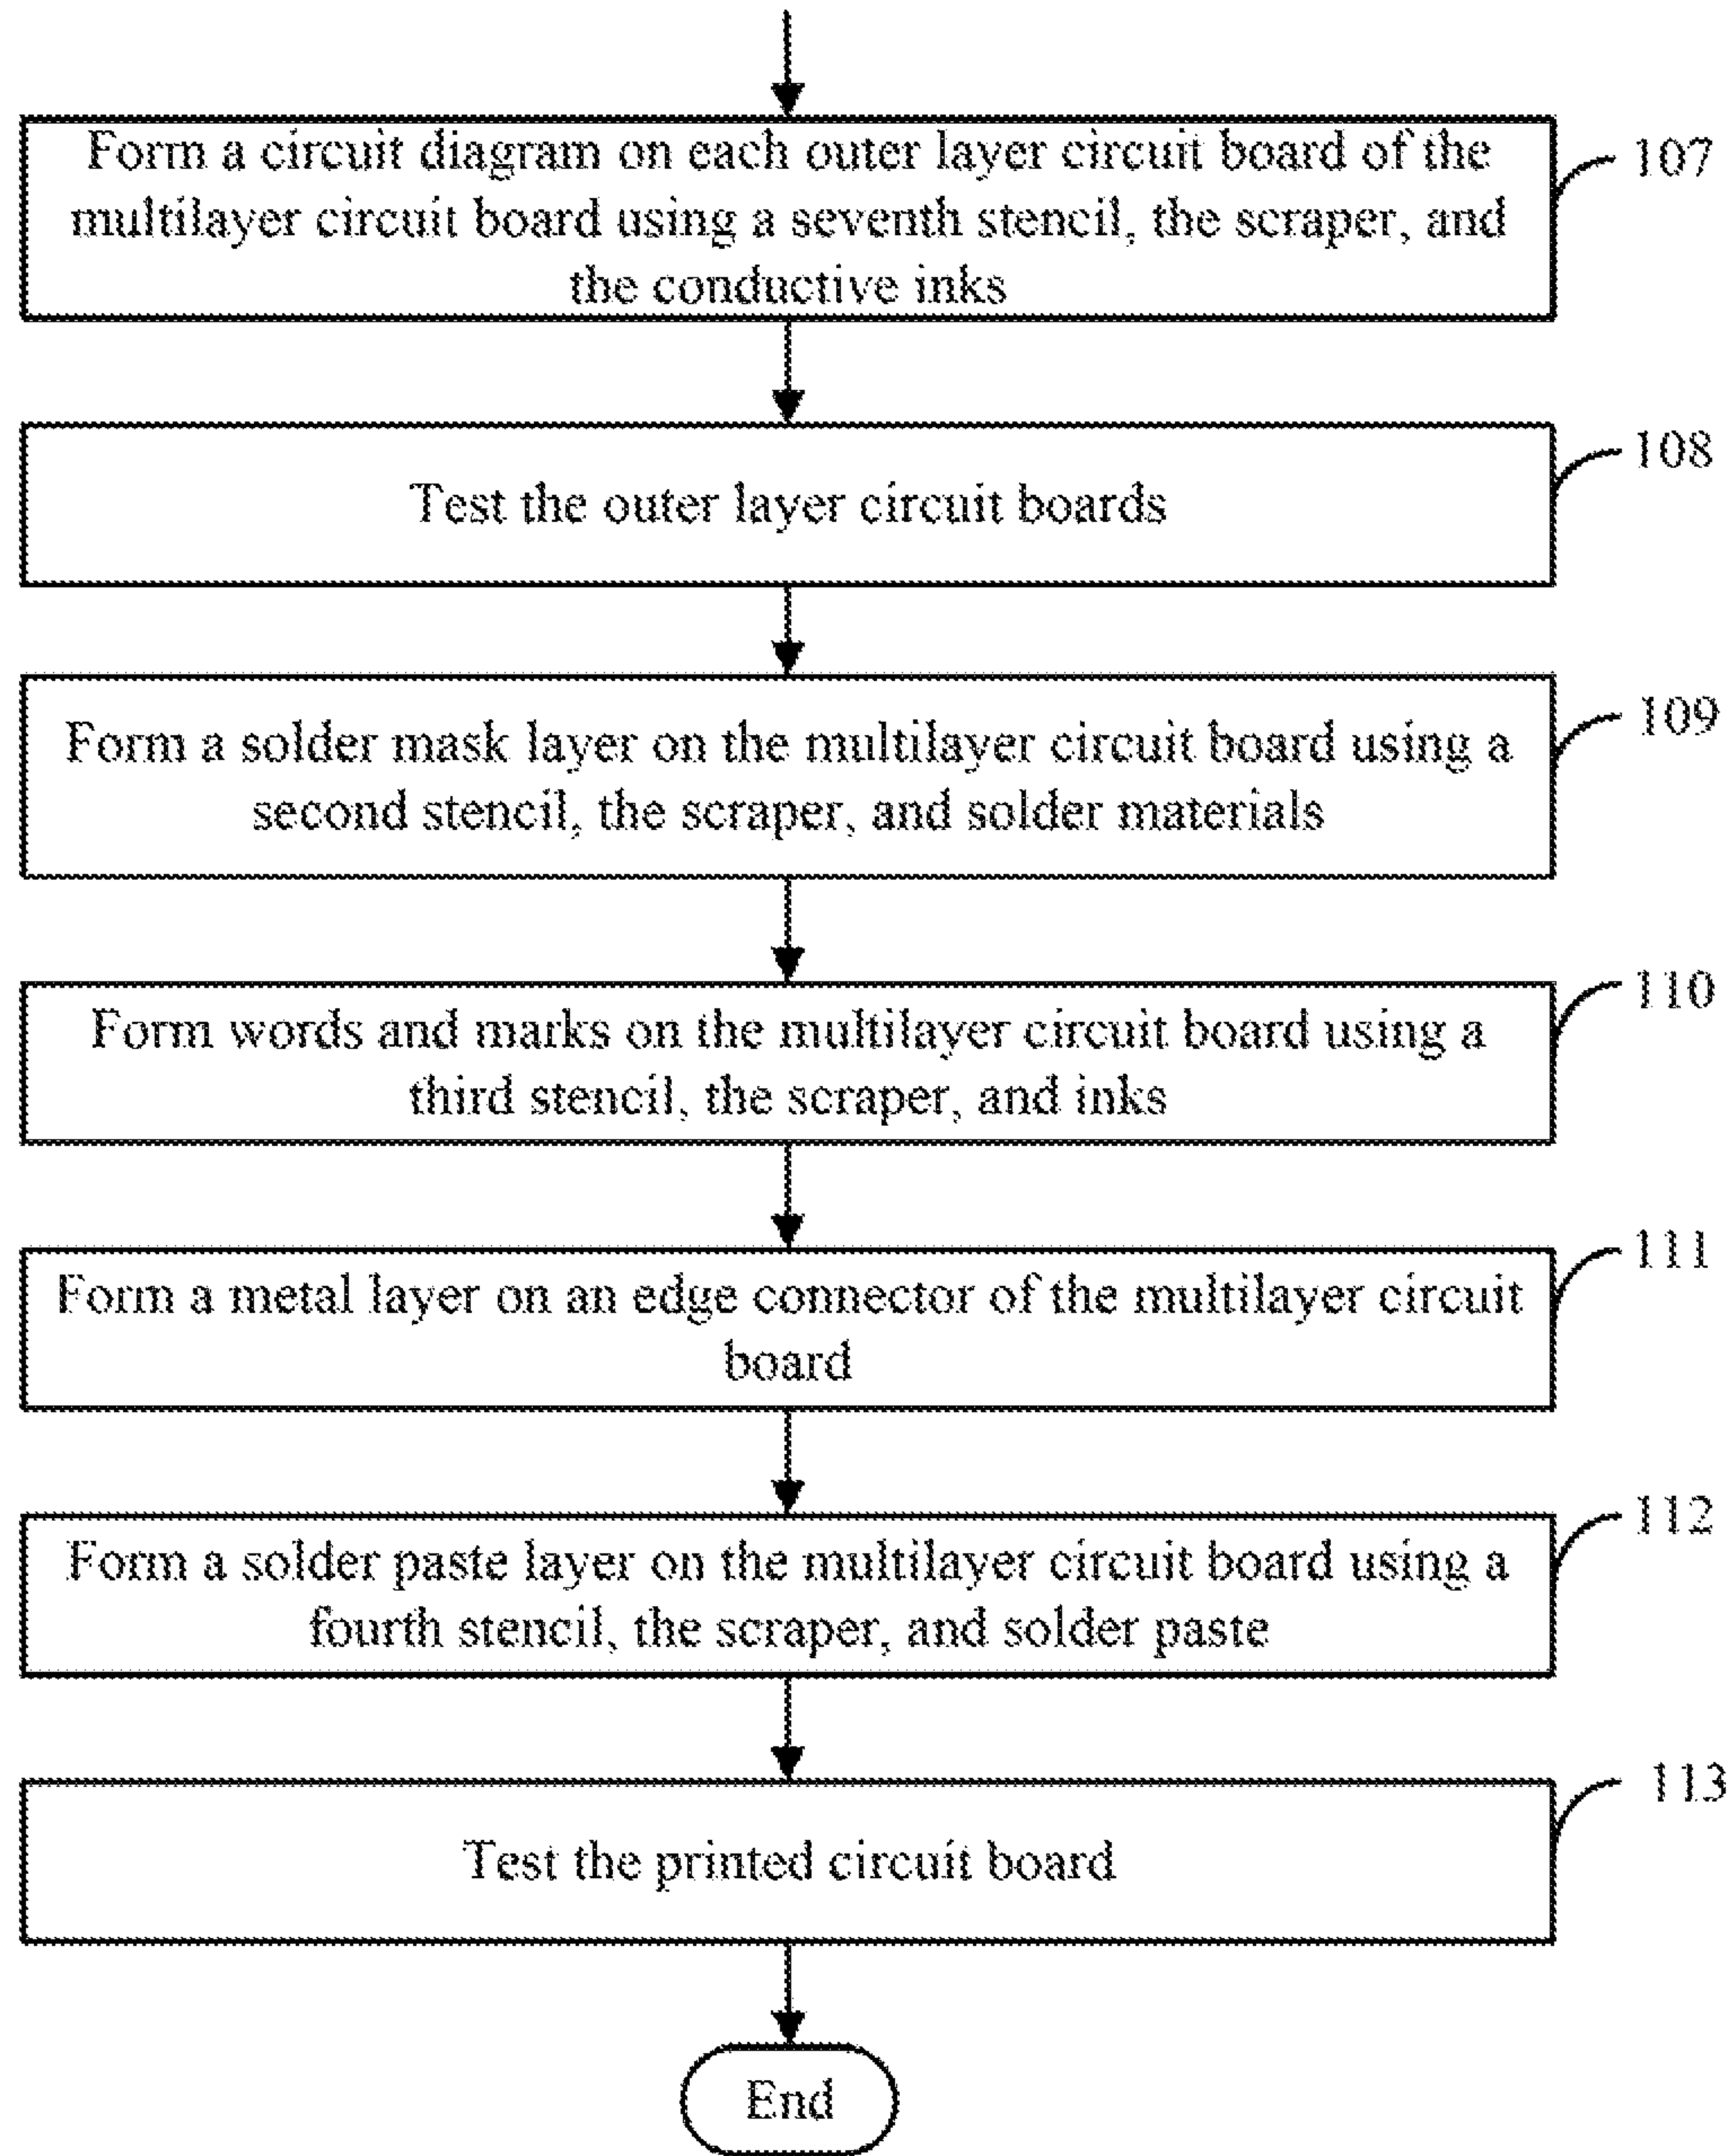 Form a circuit diagram on each outer layer circuit board of the
multilayer circuit board using a seventh stencil, the scraper, and
the conductive inks
107
Test the outer layer circuit boards
108
Form a solder mask layer on the multilayer circuit board using a
second stencil, the scraper, and solder materials
109
Form words and marks on the multilayer circuit board using a
third stencil, the scraper, and inks
110
Form a metal layer on an edge connector of the multilayer circuit
board
111
Form a solder paste layer on the multilayer circuit board using a
fourth stencil, the scraper, and solder paste
112
Test the printed circuit board
113
End